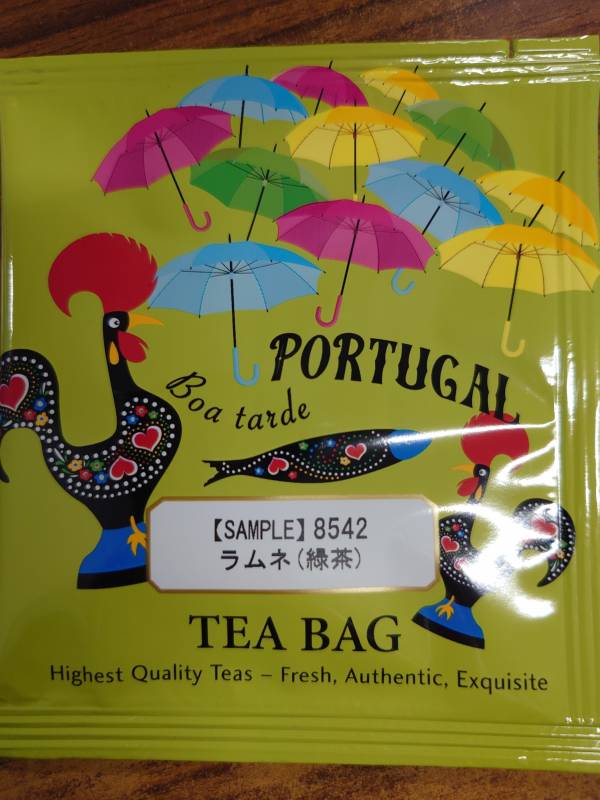 PORTUGAL
Boa tarde
【SAMPLE】8542
ラムネ(緑茶)
TEA BAG
Highest Quality Teas – Fresh, Authentic, Exquisite